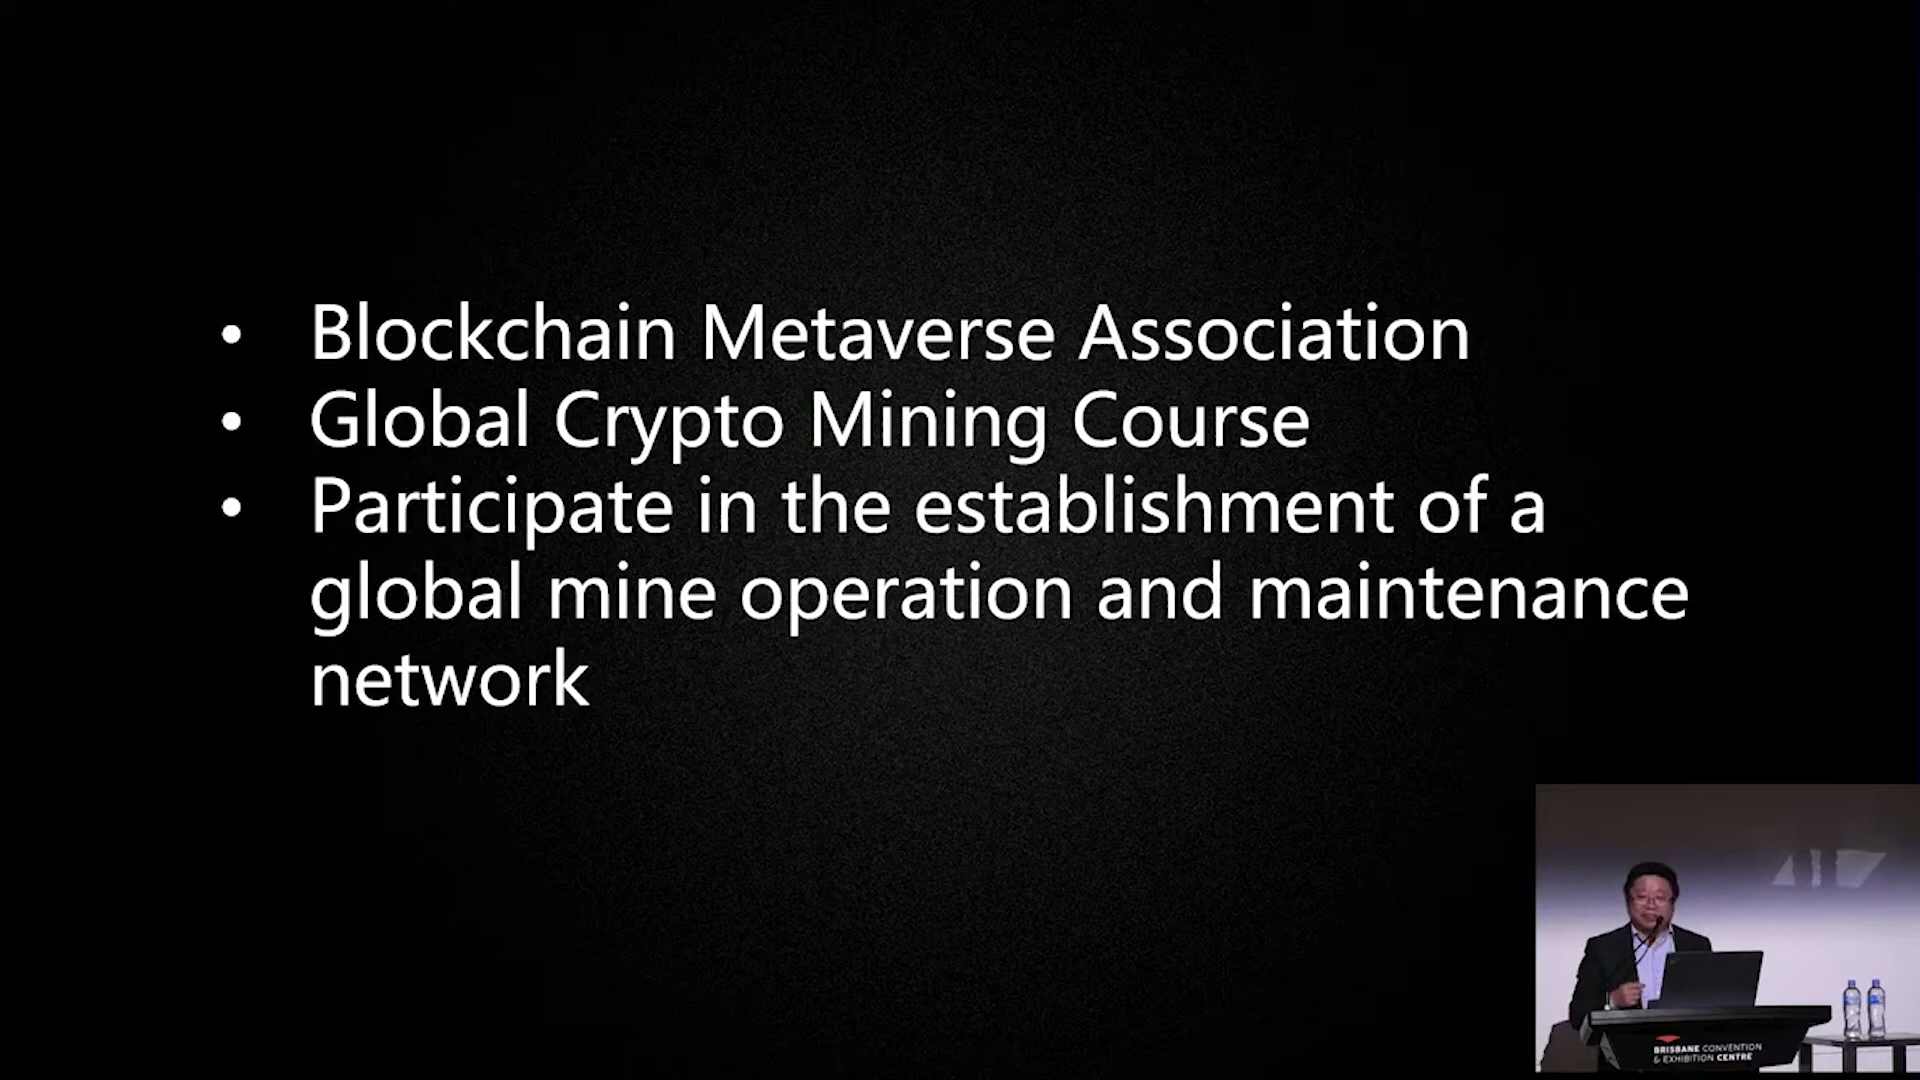 • Blockchain Metaverse Association
• Global Crypto Mining Course
• Participate in the establishment of a
global mine operation and maintenance
network
BRISBANE CONVENTION
& EXHIBITION CENTRE